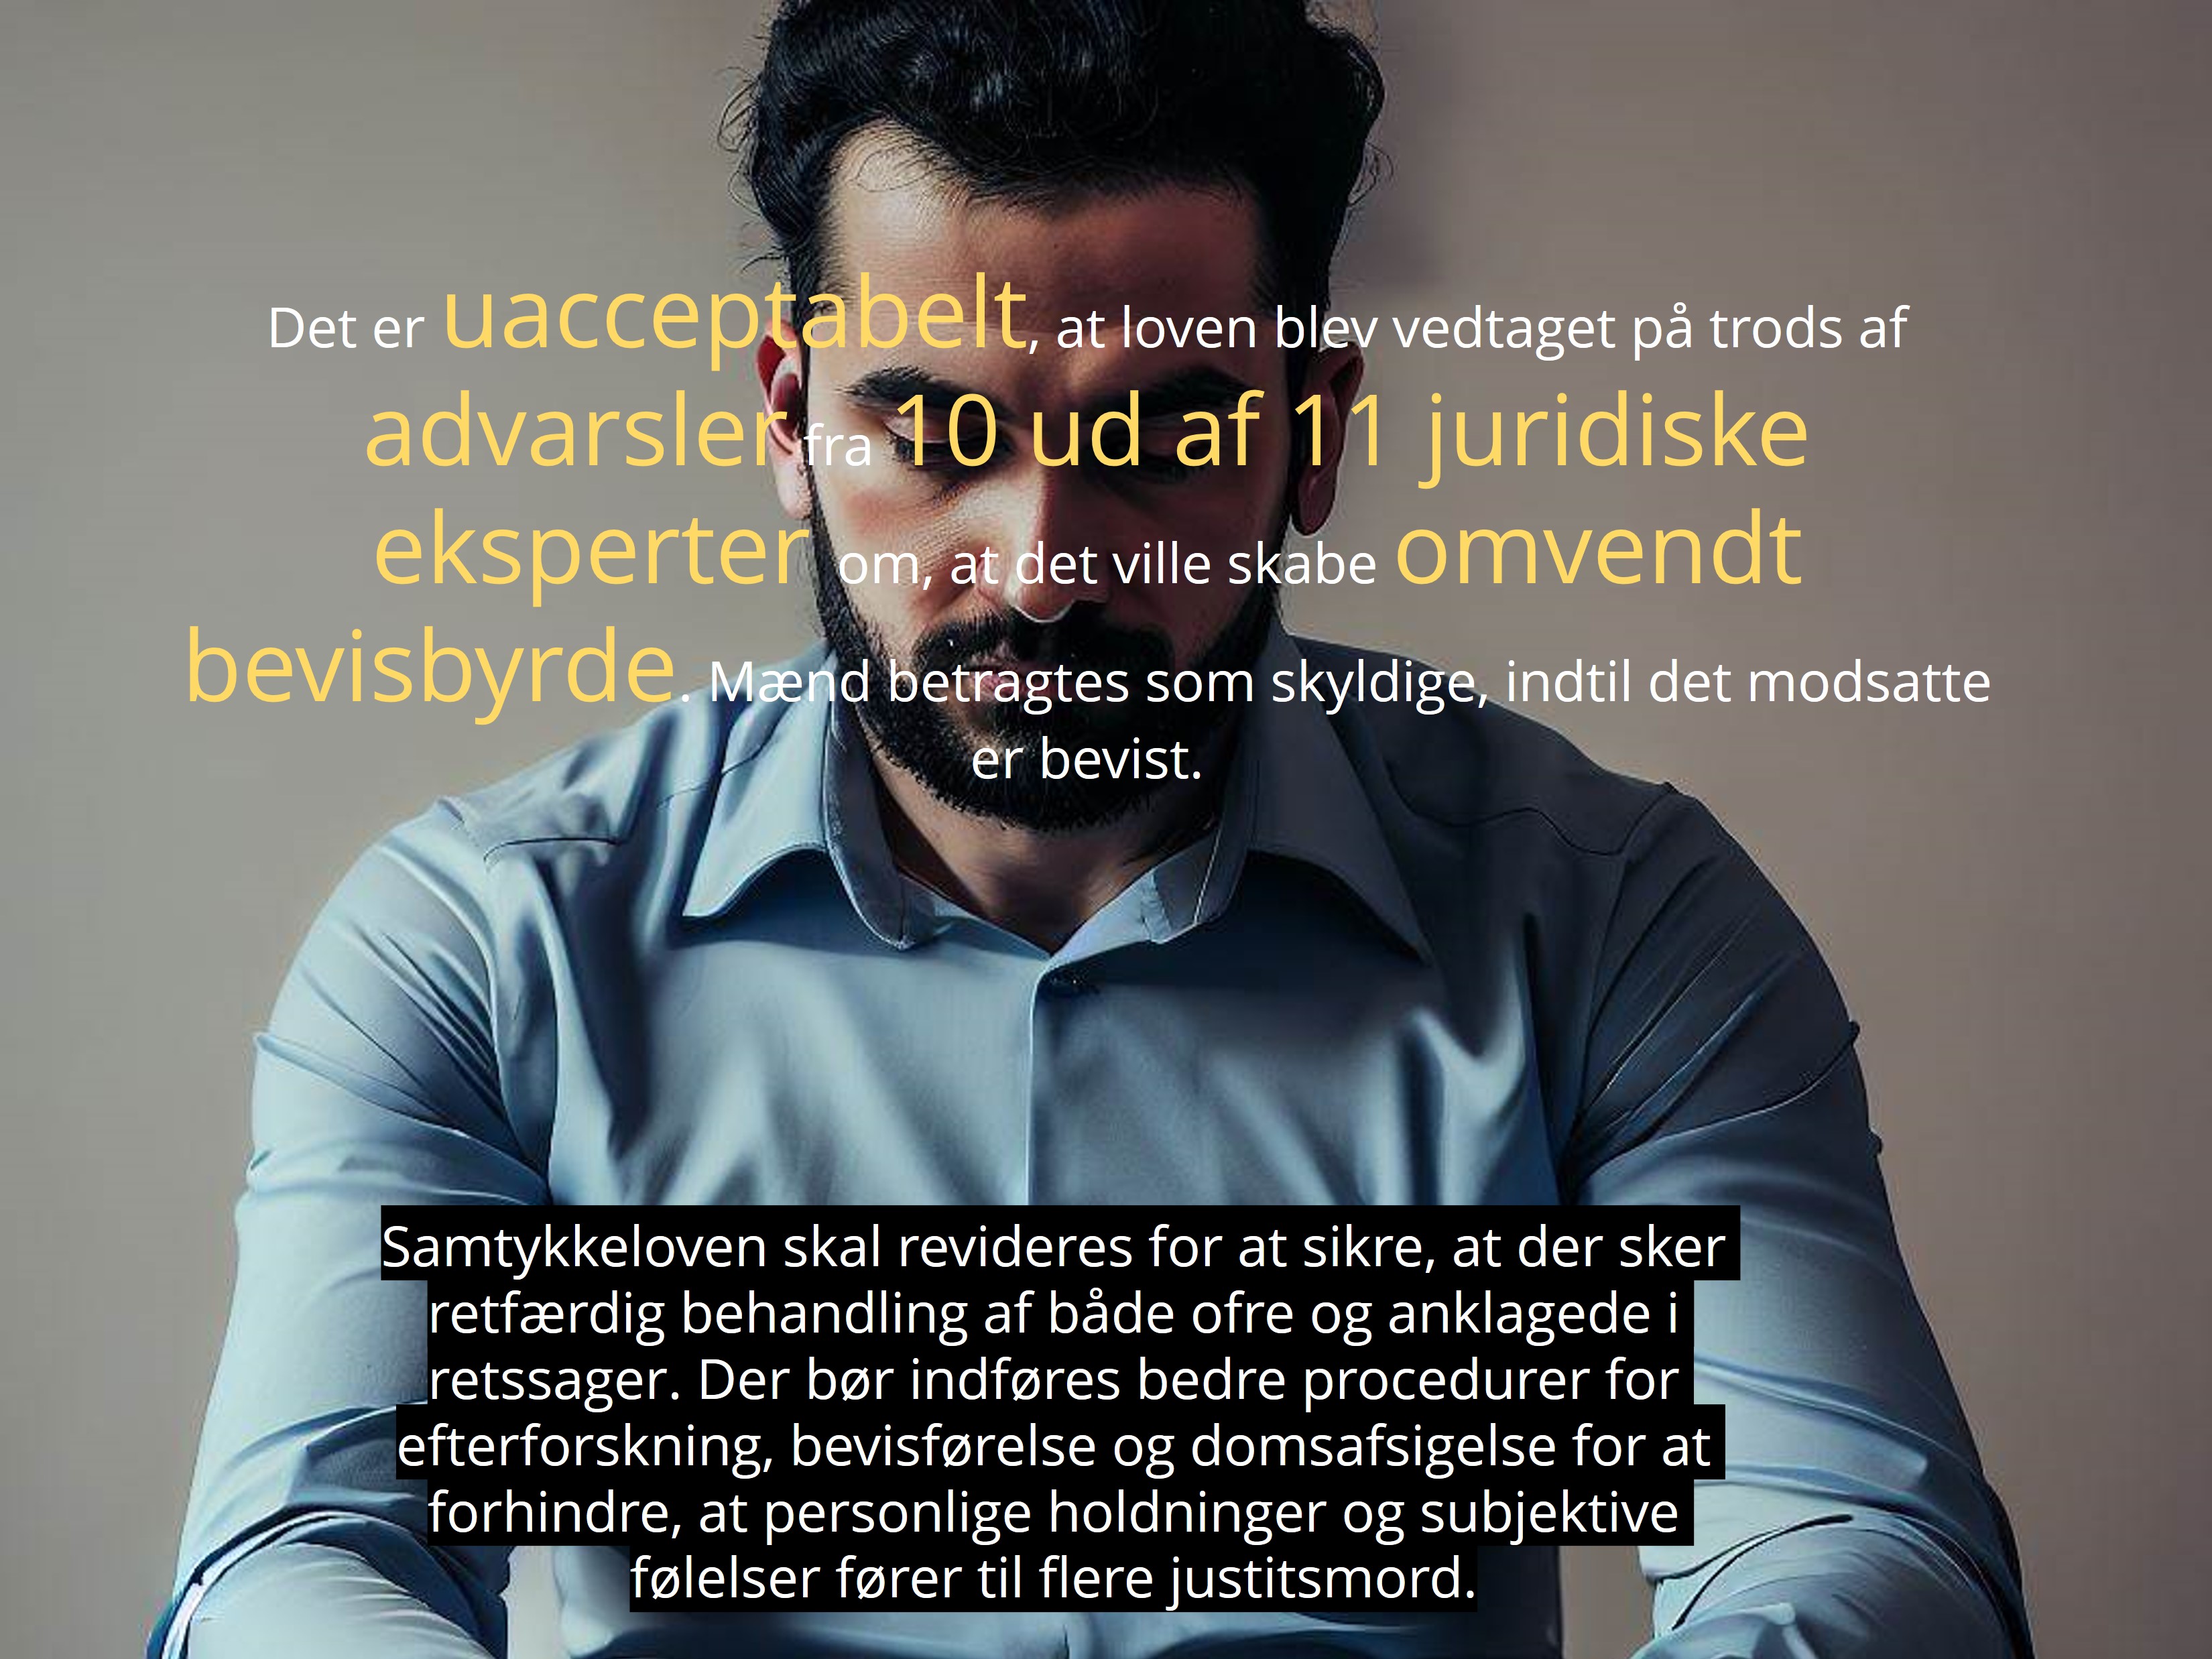 Det er uacceptabelt, at loven blev vedtaget på trods af
advarsler fra 10 ud af 11 juridiske
eksperter om, at det ville skabe omvendt
bevisbyrde. Mænd betragtes som skyldige, indtil det modsatte
er bevist.
Samtykkeloven skal revideres for at sikre, at der sker
retfærdig behandling af både ofre og anklagede i
retssager. Der bør indføres bedre procedurer for
efterforskning, bevisførelse og domsafsigelse for at
forhindre, at personlige holdninger og subjektive
følelser fører til flere justitsmord.